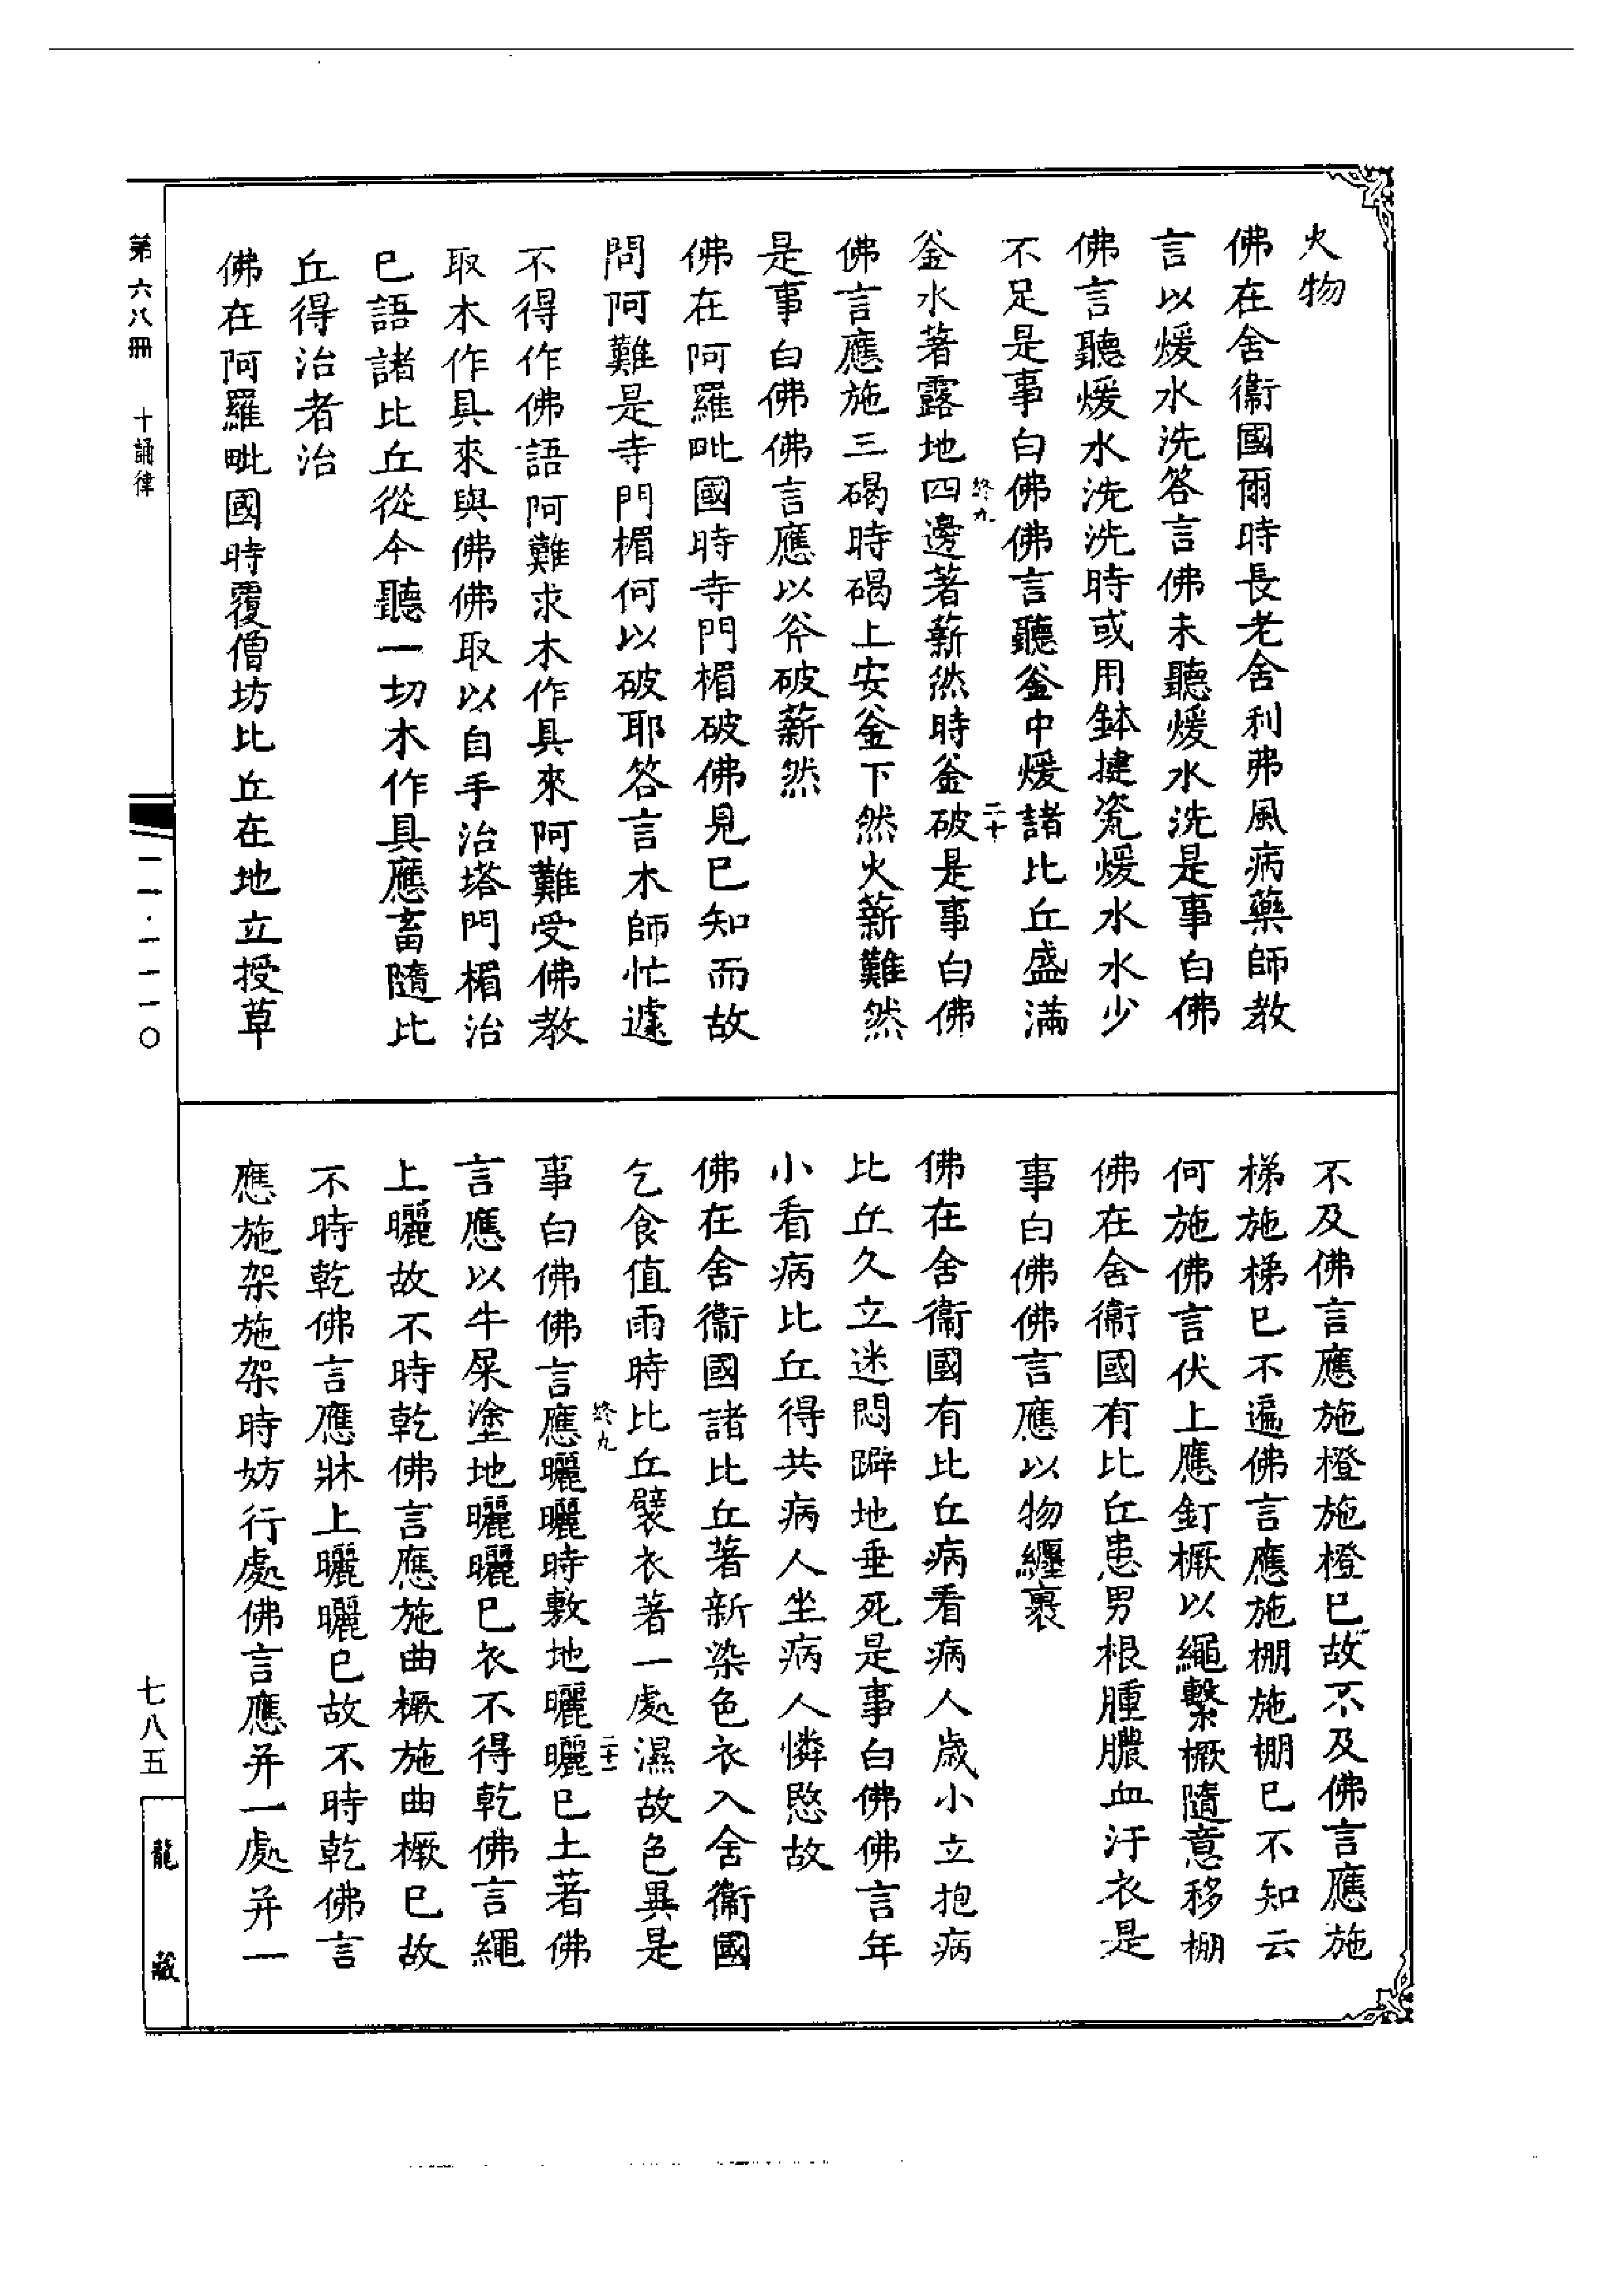 火物
佛在舍衞國爾時長老舍利弗風病藥師教
言以煖水洗答言佛未聽煖水洗是事白佛
佛言聽煖水洗洗時或用鉢揵瓷煖水水少
不足是事白佛佛言聽釜中煖諸比丘盛滿
終九
二十
釜水著露地四邊著薪然時釜破是事白佛
佛言應施三碣時碣上安釜下然火薪難然
是事白佛佛言應以斧破薪然
佛在阿羅毗國時寺門楣破佛見已知而故
問阿難是寺門楣何以破耶答言木師忙遽
不得作佛語阿難求木作具來阿難受佛教
取木作具來與佛佛取以自手治塔門楣治
已語諸比丘從今聽一切木作具應畜隨比
丘得治者治
佛在阿羅毗國時覆僧坊比丘在地立授草
不及佛言應施橙施橙已故不及佛言應施
梯施梯已不遍佛言應施棚施棚已不知云
何施佛言伏上應釘橛以繩繫橛隨意移棚
佛在舍衞國有比丘患男根腫膿血汙衣是
事白佛佛言應以物纏裹
佛在舍衞國有比丘病看病人歲小立抱病
比丘久立迷悶躃地垂死是事白佛佛言年
小看病比丘得共病人坐病人憐愍故
佛在舍衞國諸比丘著新染色衣入舍衞國
乞食值雨時比丘襞衣著一處濕故色異是
終九
二十一
事白佛佛言應曬曬時敷地曬曬已土著佛
言應以牛屎塗地曬曬已衣不得乾佛言繩
上曬故不時乾佛言應施曲橛施曲橛已故
不時乾佛言應牀上曬曬已故不時乾佛言
應施架施架時妨行處佛言應并一處并一
第六八冊 十誦律
一一·一一一〇
七八五
龍藏